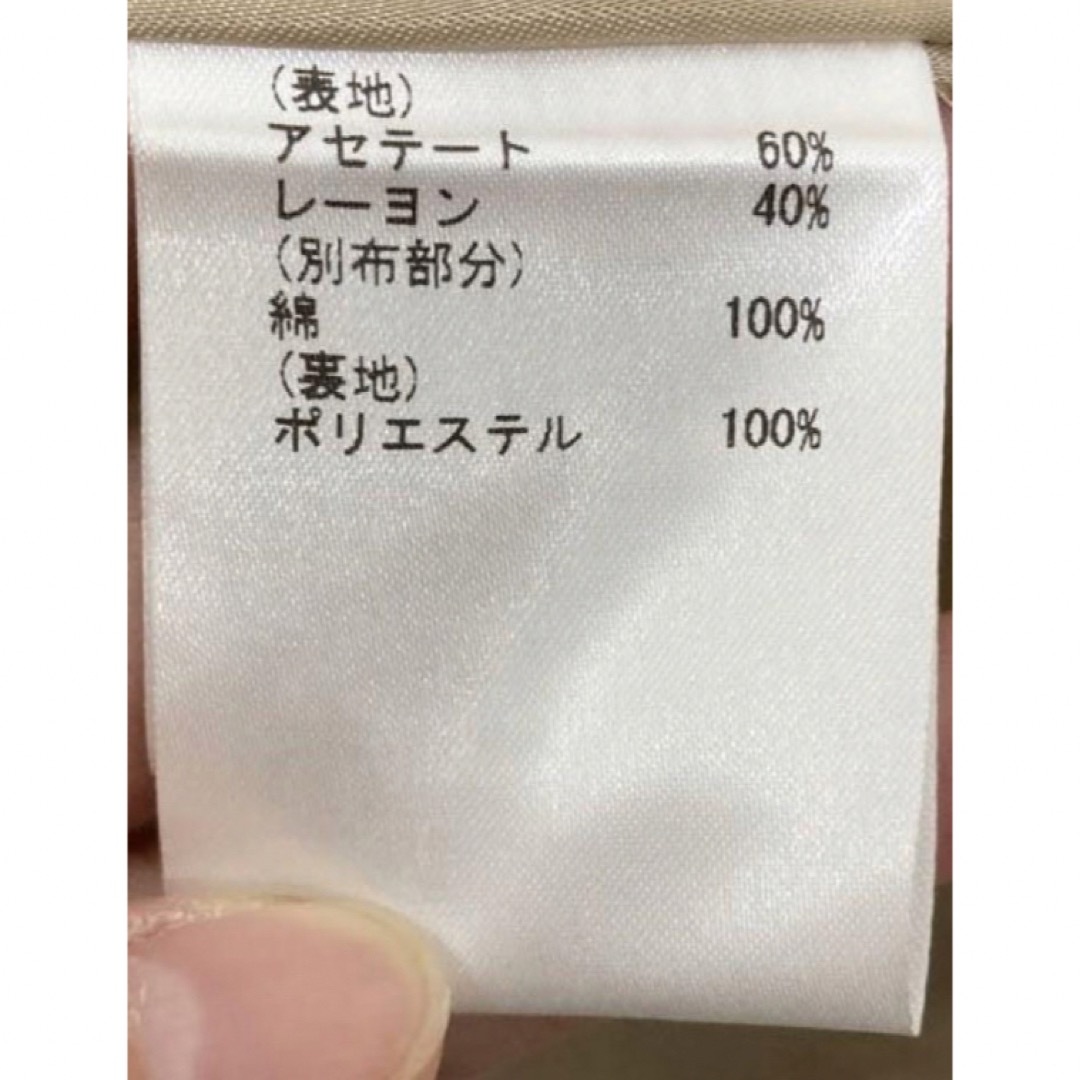 (表地)
アセテート 60%
レーヨン 40%
(別布部分)
綿 100%
(裏地)
ポリエステル 100%